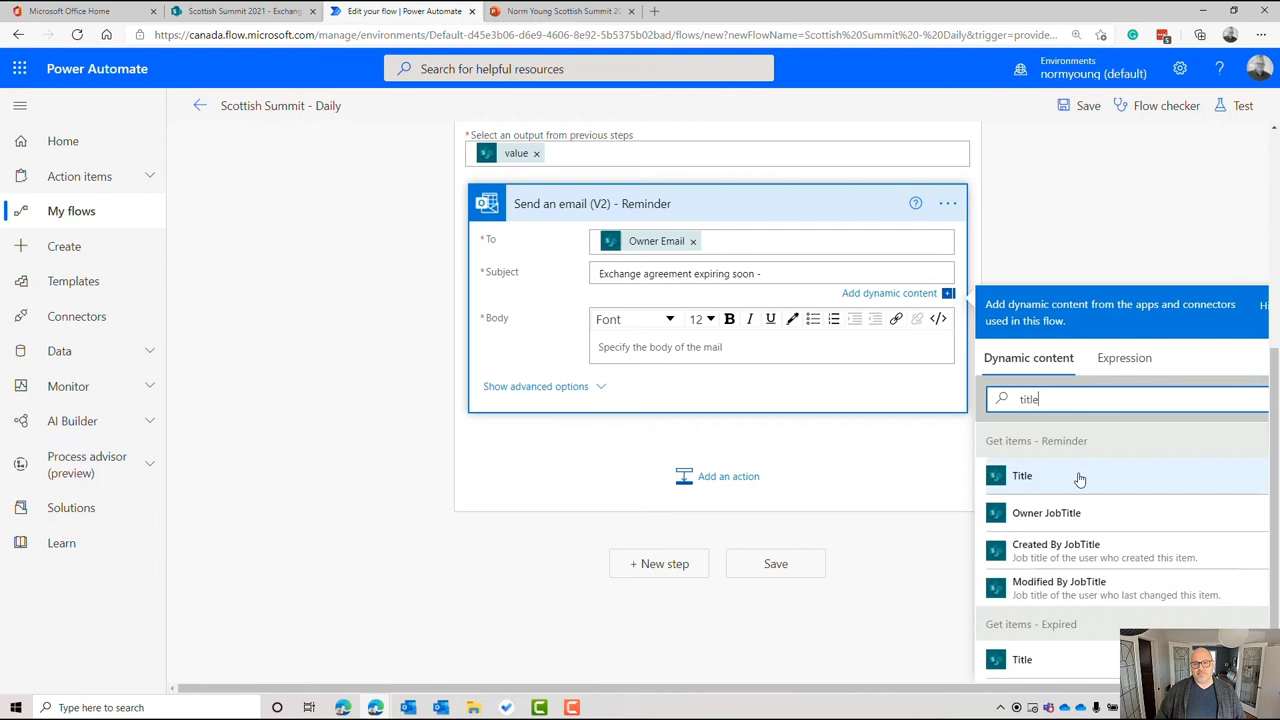 Microsoft Office Home
Scottish Summit 2021 - Exchan
Edit your flow | Power Automate
Norm Young Scottish Summit 20
https://canada.flow.microsoft.com/manage/environments/Default-d45e3b06-d9e4-4606-8e92-5b5375b02bad/flows/new?newFlowName=Scottish%20Summit%20-%20Daily&trigger=provide...
Power Automate
Search for helpful resources
Environments
normyoung (default)
Scottish Summit - Daily
Save
Flow checker
Test
Home
Action items
My flows
Create
Templates
Connectors
Data
Monitor
AI Builder
Process advisor
(preview)
Solutions
Learn
*Select an output from previous steps
value ×
Send an email (V2) - Reminder
*To
Owner Email ×
*Subject
Exchange agreement expiring soon -
Add dynamic content
*Body
Font
12
B I U
</>
Specify the body of the mail
Show advanced options
Add an action
+ New step
Save
Add dynamic content from the apps and connectors
used in this flow.
Hi
Dynamic content
Expression
title
Get items - Reminder
Title
Owner JobTitle
Created By JobTitle
Job title of the user who created this item.
Modified By JobTitle
Job title of the user who last changed this item.
Get items - Expired
Title
Type here to search